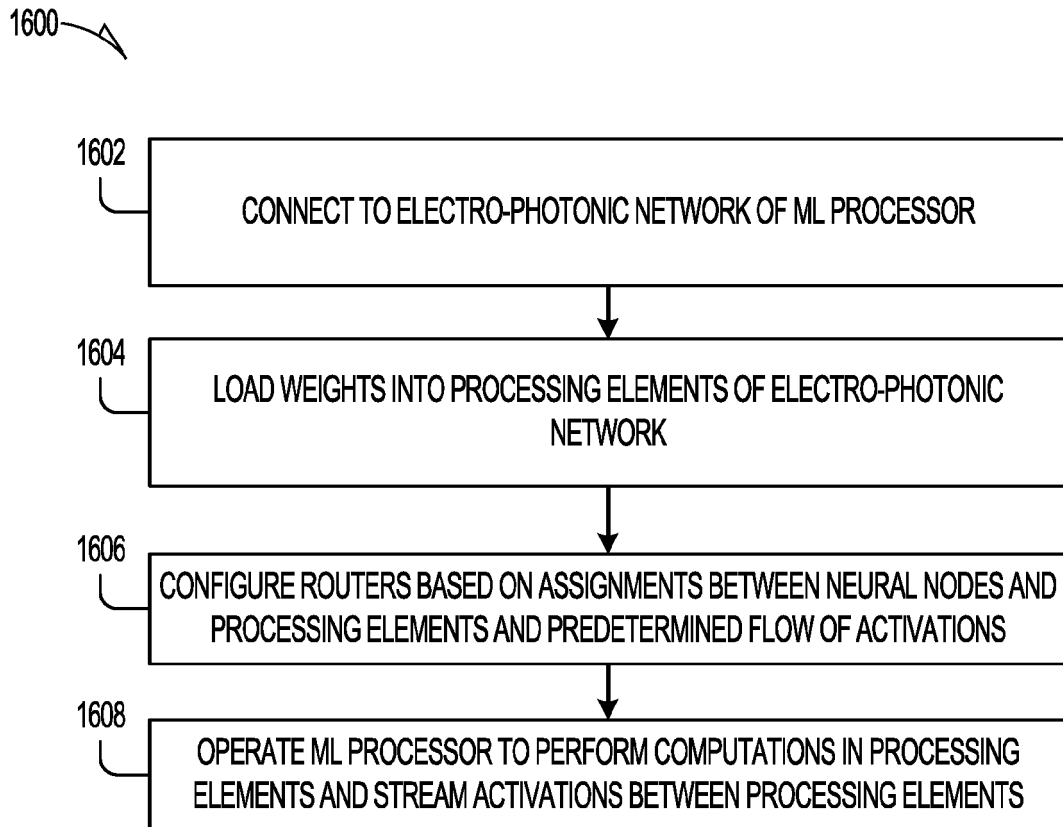 1600
1602
CONNECT TO ELECTRO-PHOTONIC NETWORK OF ML PROCESSOR
1604
LOAD WEIGHTS INTO PROCESSING ELEMENTS OF ELECTRO-PHOTONIC
NETWORK
1606
CONFIGURE ROUTERS BASED ON ASSIGNMENTS BETWEEN NEURAL NODES AND
PROCESSING ELEMENTS AND PREDETERMINED FLOW OF ACTIVATIONS
1608
OPERATE ML PROCESSOR TO PERFORM COMPUTATIONS IN PROCESSING
ELEMENTS AND STREAM ACTIVATIONS BETWEEN PROCESSING ELEMENTS